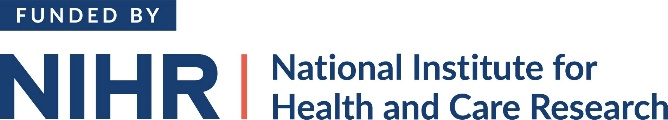 FUNDED BY
NIHR
National Institute for
Health and Care Research